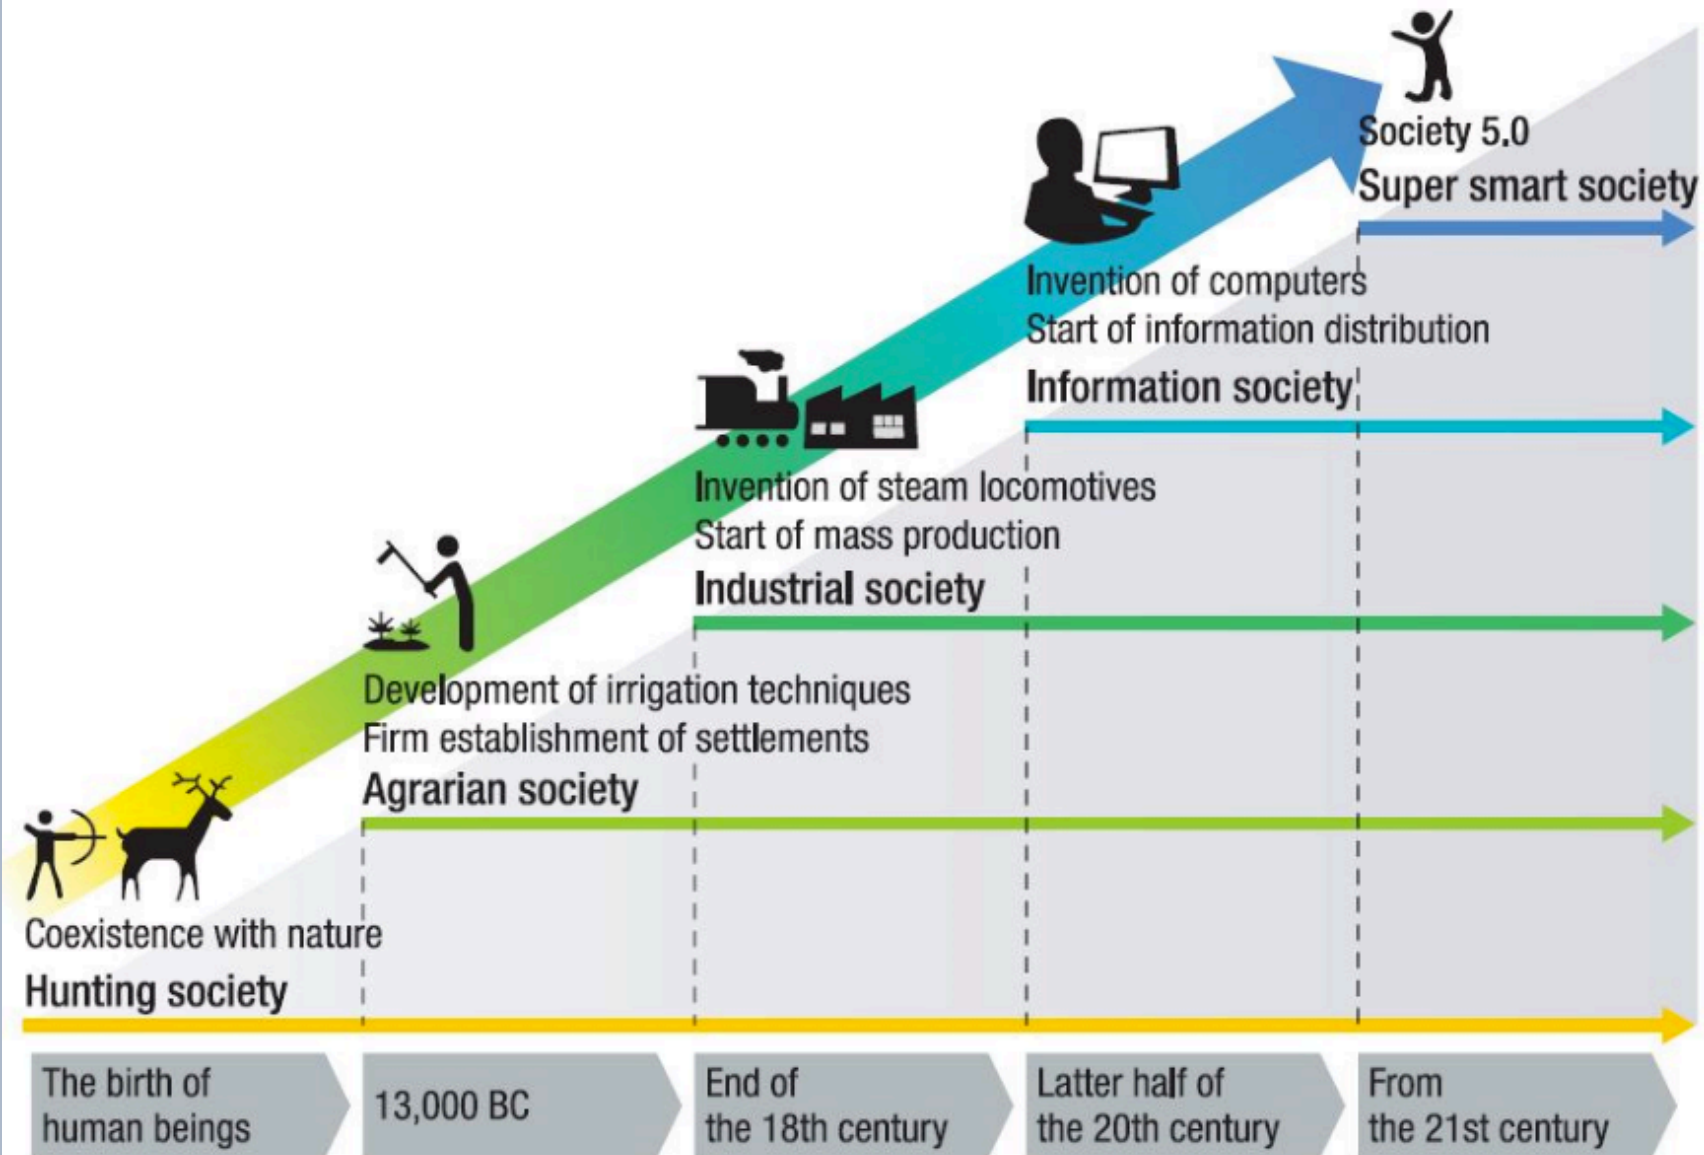 Society 5.0
Super smart society
Invention of computers
Start of information distribution
Information society
Invention of steam locomotives
Start of mass production
Industrial society
Development of irrigation techniques
Firm establishment of settlements
Agrarian society
Coexistence with nature
Hunting society
The birth of
human beings
13,000 BC
End of
the 18th century
Latter half of
the 20th century
From
the 21st century